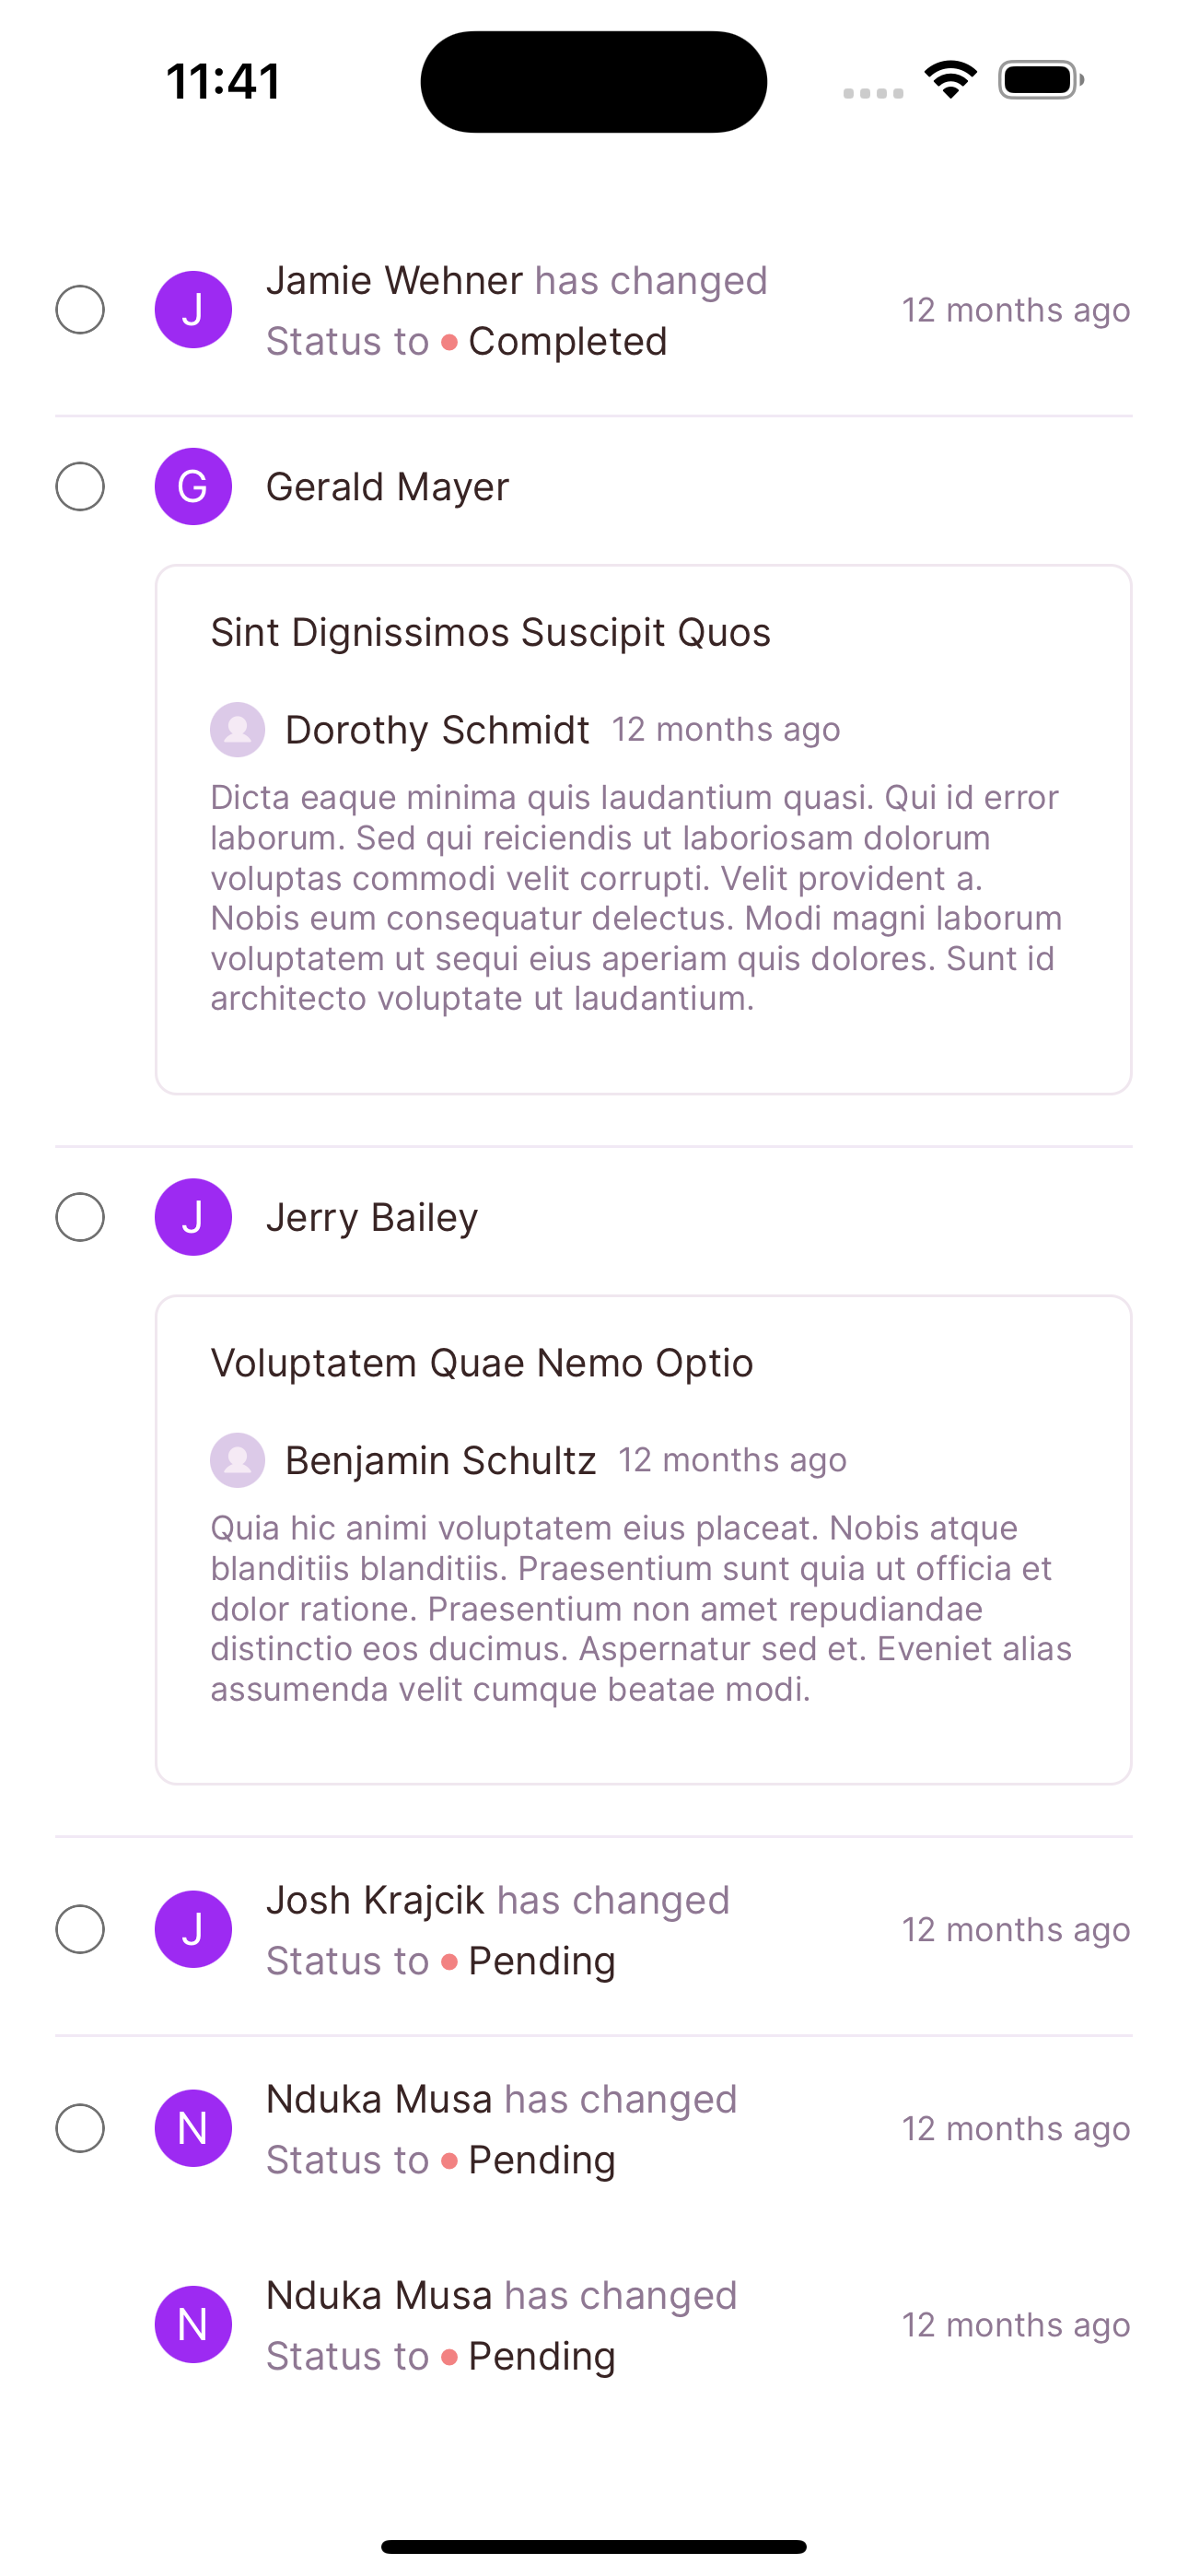 11:41
J
Jamie Wehner has changed
Status to Completed
12 months ago
G
Gerald Mayer
Sint Dignissimos Suscipit Quos
Dorothy Schmidt 12 months ago
Dicta eaque minima quis laudantium quasi. Qui id error
laborum. Sed qui reiciendis ut laboriosam dolorum
voluptas commodi velit corrupti. Velit provident a.
Nobis eum consequatur delectus. Modi magni laborum
voluptatem ut sequi eius aperiam quis dolores. Sunt id
architecto voluptate ut laudantium.
J
Jerry Bailey
Voluptatem Quae Nemo Optio
Benjamin Schultz 12 months ago
Quia hic animi voluptatem eius placeat. Nobis atque
blanditiis blanditiis. Praesentium sunt quia ut officia et
dolor ratione. Praesentium non amet repudiandae
distinctio eos ducimus. Aspernatur sed et. Eveniet alias
assumenda velit cumque beatae modi.
J
Josh Krajcik has changed
Status to Pending
12 months ago
N
Nduka Musa has changed
Status to Pending
12 months ago
N
Nduka Musa has changed
Status to Pending
12 months ago